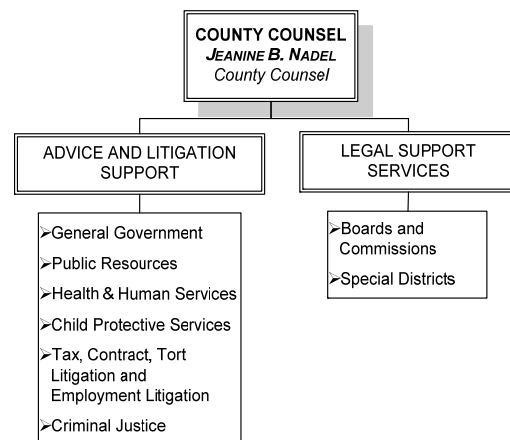 COUNTY COUNSEL
JEANINE B. NADEL
County Counsel
ADVICE AND LITIGATION
SUPPORT
LEGAL SUPPORT
SERVICES
➢General Government
➢Public Resources
➢Health & Human Services
➢Child Protective Services
➢Tax, Contract, Tort
Litigation and
Employment Litigation
➢Criminal Justice
➢Boards and
Commissions
➢Special Districts